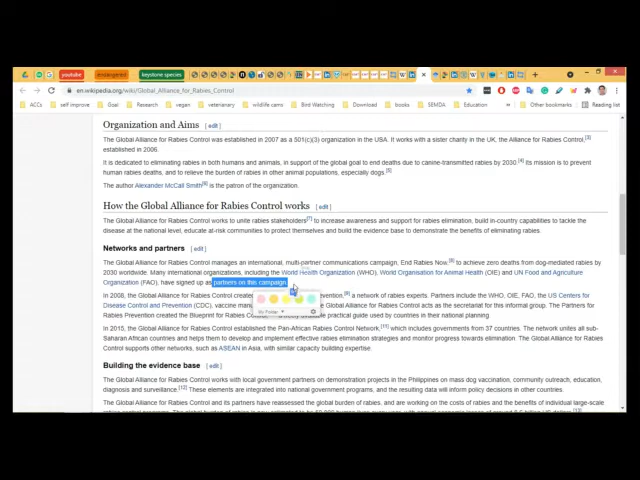 youtube
endangered
keystone species
en.wikipedia.org/wiki/Global_Alliance_for_Rabies_Control
ACCs self improve Goal Research vegan veterinary wildlife cams Bird Watching Download books SEMDA Education » Other bookmarks Reading list
Organization and Aims [ edit ]
The Global Alliance for Rabies Control was established in 2007 as a 501(c)(3) organization in the USA. It works with a sister charity in the UK, the Alliance for Rabies Control,[3]
established in 2006.
It is dedicated to eliminating rabies in both humans and animals, in support of the global goal to end deaths due to canine-transmitted rabies by 2030.[4] Its mission is to prevent
human rabies deaths, and to relieve the burden of rabies in other animal populations, especially dogs.[5]
The author Alexander McCall Smith[6] is the patron of the organization.
How the Global Alliance for Rabies Control works [ edit ]
The Global Alliance for Rabies Control works to unite rabies stakeholders[7] to increase awareness and support for rabies elimination, build in-country capabilities to tackle the
disease at the national level, educate at-risk communities to protect themselves from rabies and build the evidence base to demonstrate the benefits of eliminating rabies.
Networks and partners [ edit ]
The Global Alliance for Rabies Control manages an international, multi-partner communications campaign, End Rabies Now,[9] to achieve zero deaths from dog-mediated rabies by
2030 worldwide. Many international organizations, including the World Health Organization (WHO), World Organisation for Animal Health (OIE) and UN Food and Agriculture
Organization (FAO), have signed up as partners on this campaign.
In 2008, the Global Alliance for Rabies Control created
Prevention,[9] a network of rabies experts. Partners include the WHO, OIE, FAO, the US Centers for
Disease Control and Prevention (CDC), vaccine manu
Global Alliance for Rabies Control acts as the secretariat for this informal group. The Partners for
My Folder
Rabies Prevention created the Blueprint for Rabies Control
available practical guide used by countries in their national planning
In 2015, the Global Alliance for Rabies Control established the Pan-African Rabies Control Network,[11] which includes governments from 37 countries. The network unites all sub-
Saharan African countries and helps them to develop and implement effective rabies elimination strategies and monitor progress towards elimination. The Global Alliance for Rabies
Control supports other networks, such as ASEAN in Asia, with similar capacity building expertise.
Building the evidence base [ edit ]
The Global Alliance for Rabies Control works with local government partners on demonstration projects in the Philippines on mass dog vaccination, community outreach, education,
diagnosis and surveillance.[12] These elements are integrated into national government programs, and the resulting data will inform policy decisions in other countries.
The Global Alliance for Rabies Control and its partners have reassessed the global burden of rabies, and are working on the costs and the benefits of individual large-scale